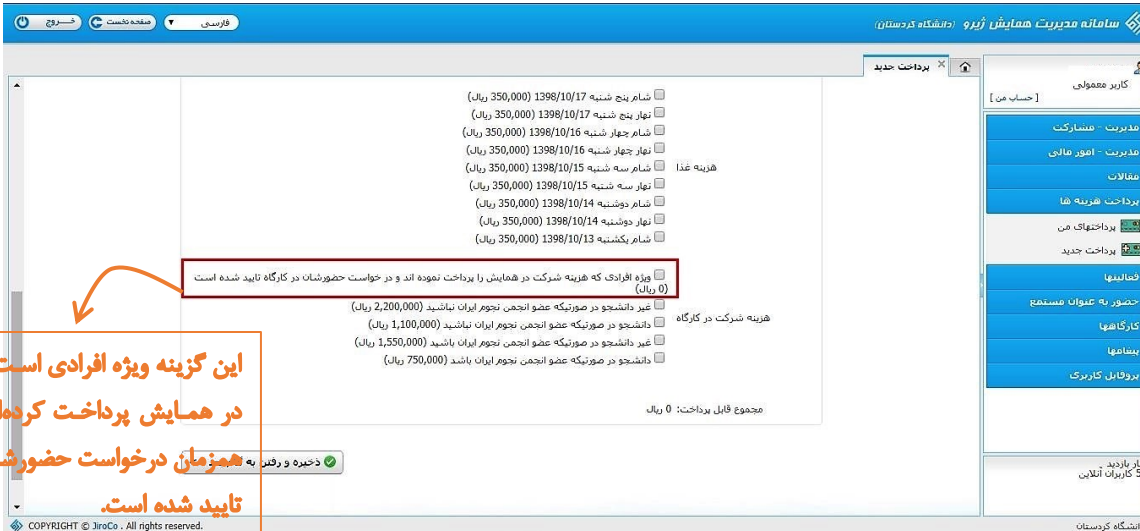 سامانه مدیریت همایش ژیرو (دانشگاه کردستان)
فارسی
صفحه نخست
خـــروج
پرداخت جدید
کاربر معمولی
[ حساب من ]
مدیریت - مشارکت
مدیریت - امور مالی
مقالات
پرداخت هزینه ها
پرداختهای من
پرداخت جدید
فعالیتها
حضور به عنوان مستمع
کارگاهها
پیغامها
پروفایل کاربری
کاربران آنلاین
شام پنج شنبه 1398/10/17 (350,000 ریال)
نهار پنج شنبه 1398/10/17 (350,000 ریال)
شام چهار شنبه 1398/10/16 (350,000 ریال)
نهار چهار شنبه 1398/10/16 (350,000 ریال)
هزینه غذا
شام سه شنبه 1398/10/15 (350,000 ریال)
نهار سه شنبه 1398/10/15 (350,000 ریال)
شام دوشنبه 1398/10/14 (350,000 ریال)
نهار دوشنبه 1398/10/14 (350,000 ریال)
شام یکشنبه 1398/10/13 (350,000 ریال)
ویژه افرادی که هزینه شرکت در همایش را پرداخت نموده اند و در خواست حضورشان در کارگاه تایید شده است
(0 ریال)
غیر دانشجو در صورتیکه عضو انجمن نجوم ایران نباشید (2,200,000 ریال)
هزینه شرکت در کارگاه
دانشجو در صورتیکه عضو انجمن نجوم ایران نباشید (1,100,000 ریال)
غیر دانشجو در صورتیکه عضو انجمن نجوم ایران باشید (1,550,000 ریال)
دانشجو در صورتیکه عضو انجمن نجوم ایران باشد (750,000 ریال)
مجموع قابل پرداخت: 0 ریال
ذخیره و رفتن به
این گزینه ویژه افرادی است
در همـایش پرداخـت
همزمان درخواست
تایید شده است.
COPYRIGHT © JiroCo . All rights reserved.
کردستان